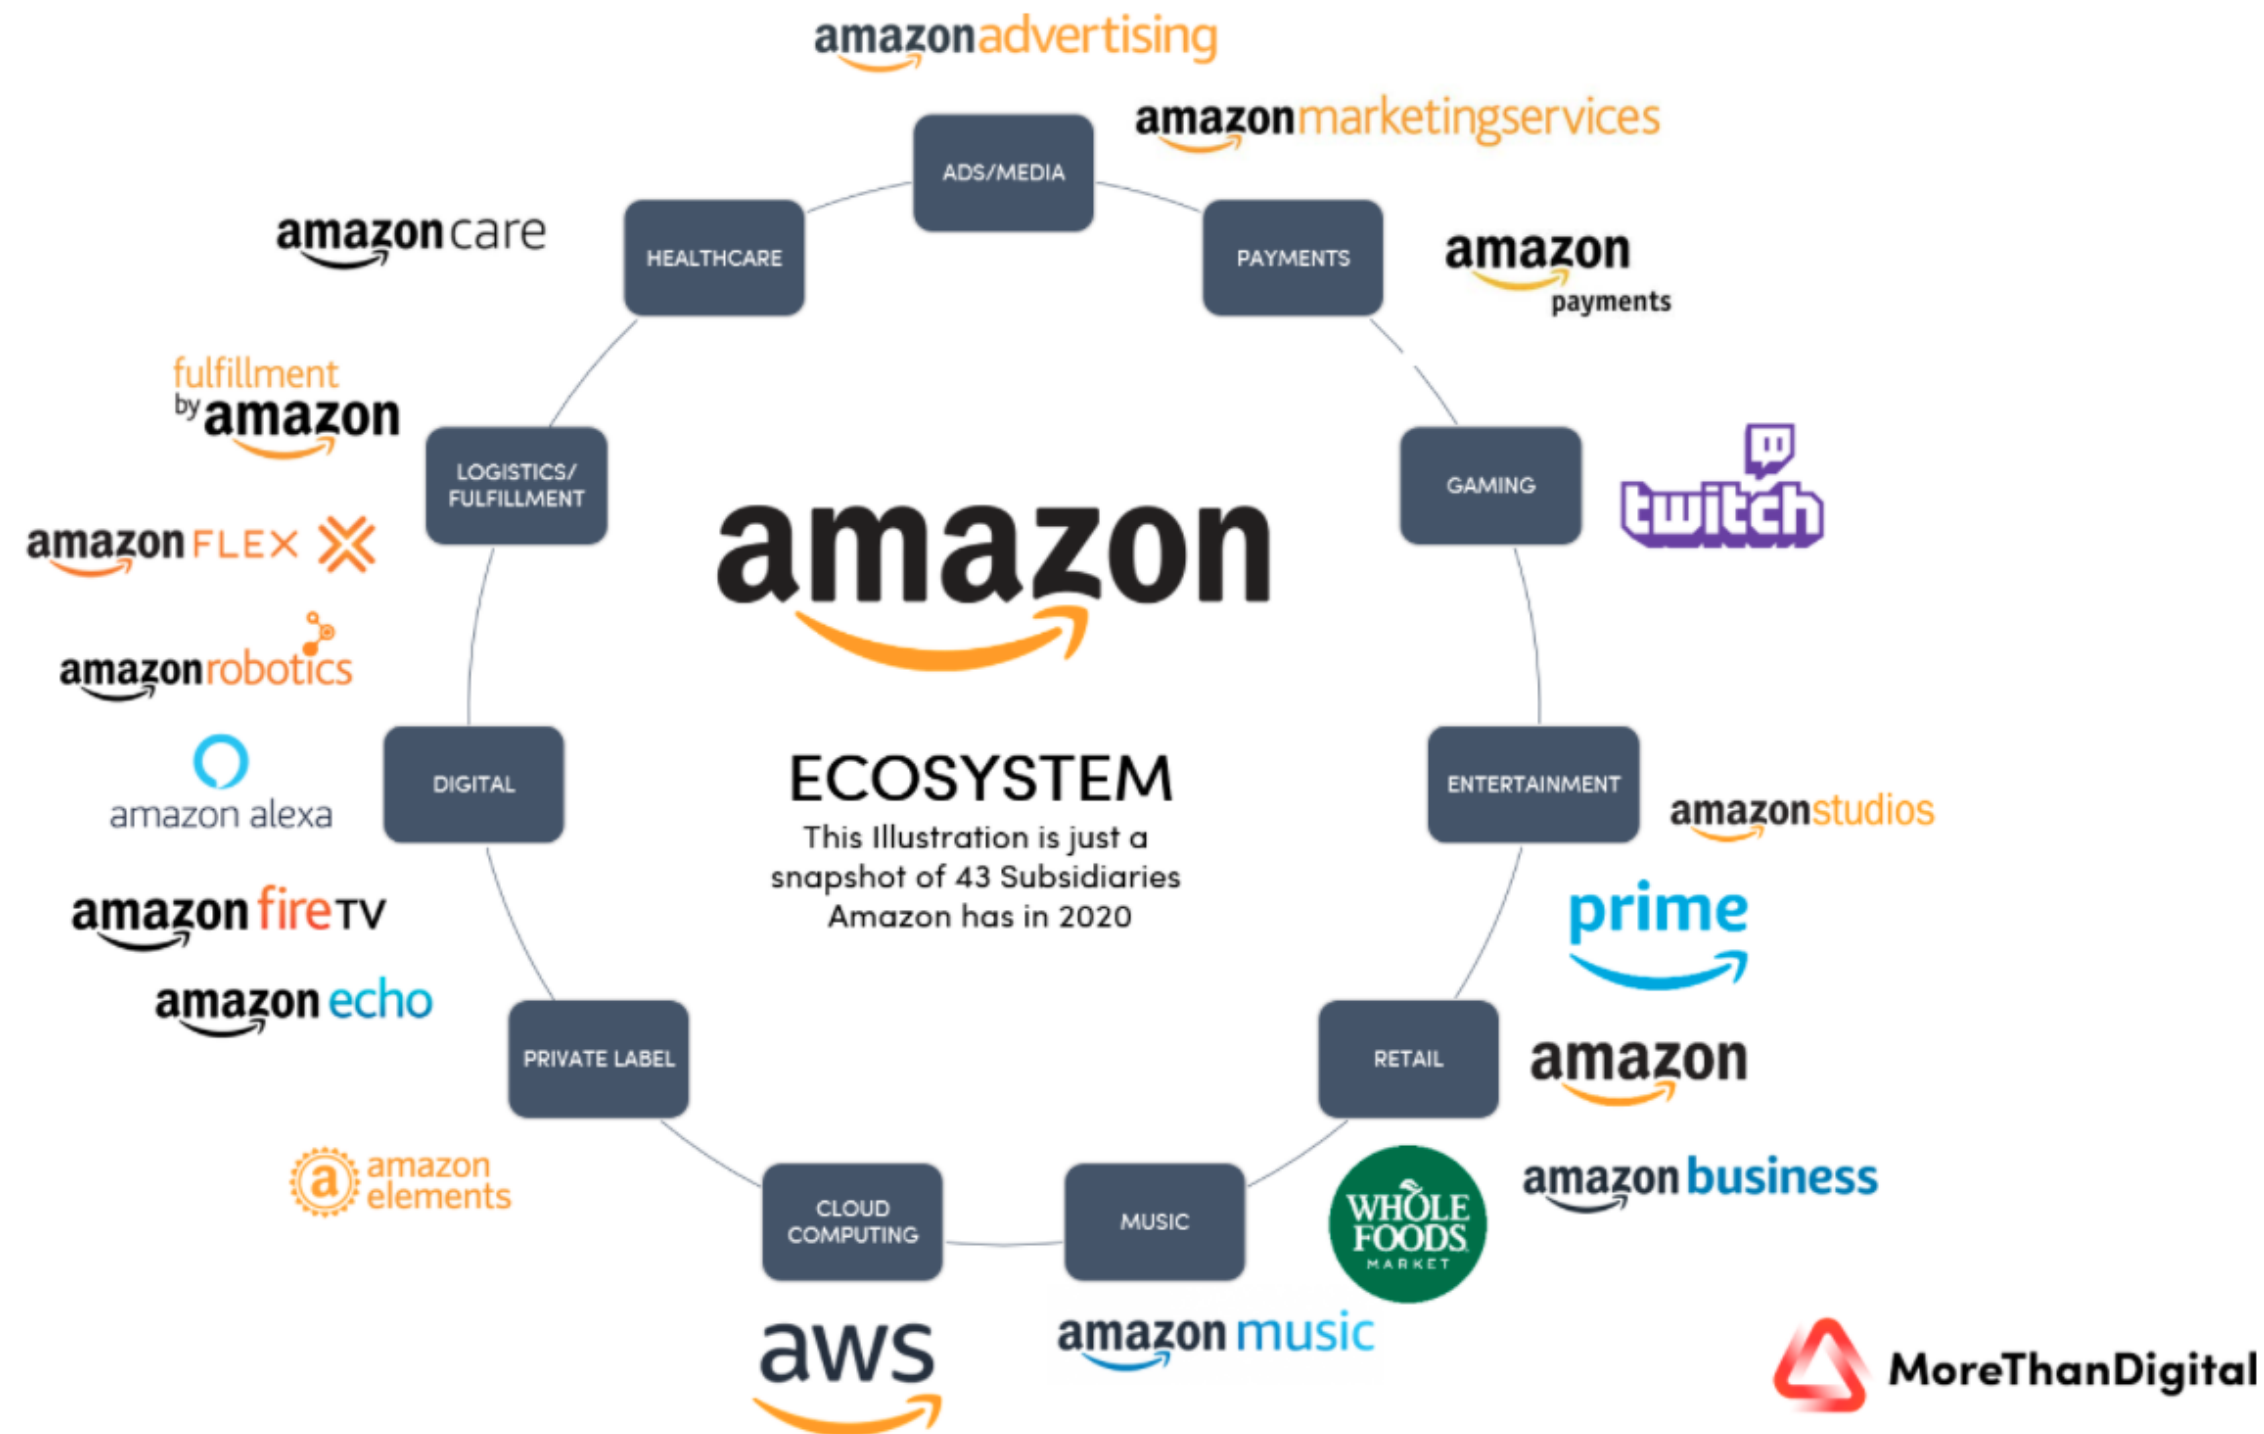 amazonadvertising
amazonmarketingservices
ADS/MEDIA
amazoncare
HEALTHCARE
PAYMENTS
amazon
payments
fulfillment
by amazon
LOGISTICS/
FULFILLMENT
GAMING
twitch
amazon FLEX
amazonrobotics
amazon
amazon alexa
DIGITAL
ECOSYSTEM
This Illustration is just a
snapshot of 43 Subsidiaries
Amazon has in 2020
ENTERTAINMENT
amazonstudios
prime
amazon fireTV
amazon echo
PRIVATE LABEL
RETAIL
amazon
a
amazon
elements
CLOUD
COMPUTING
MUSIC
WHOLE
FOODS
MARKET
amazon business
aws
amazon music
MoreThanDigital